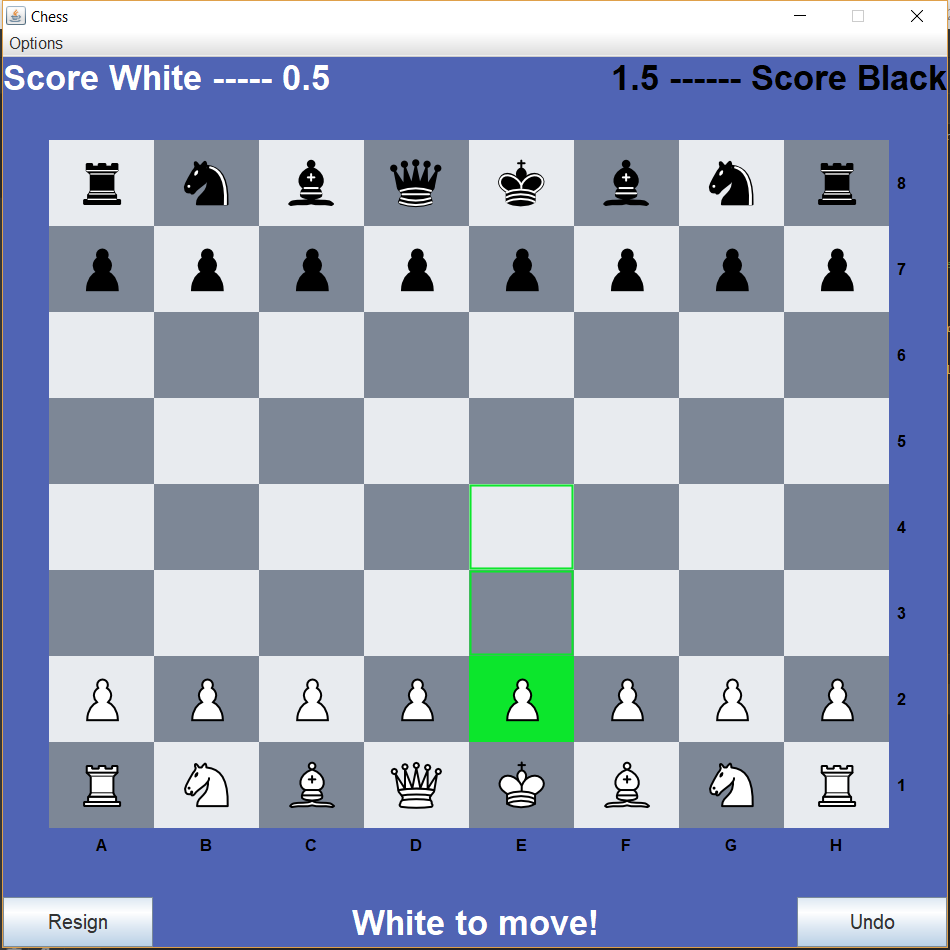 Chess
Options
Score White ----- 0.5
1.5 ------ Score Black
8
7
6
5
4
3
2
1
A B C D E F G H
Resign
White to move!
Undo